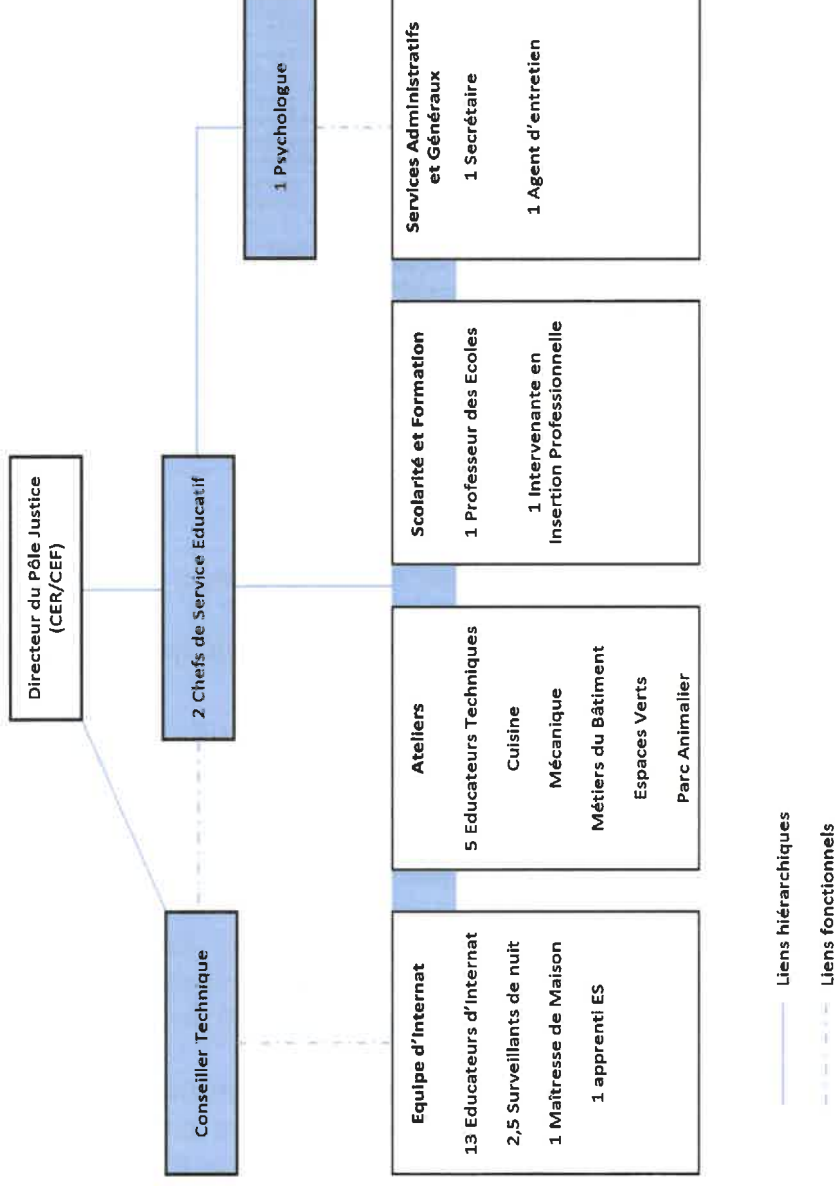 Directeur du Pôle Justice
(CER/CEF)
Conseiller Technique
2 Chefs de Service Educatif
1 Psychologue
Equipe d'Internat
13 Educateurs d'Internat
2,5 Surveillants de nuit
1 Maîtresse de Maison
1 apprenti ES
Ateliers
5 Educateurs Techniques
Cuisine
Mécanique
Métiers du Bâtiment
Espaces Verts
Parc Animalier
Scolarité et Formation
1 Professeur des Ecoles
1 Intervenante en
Insertion Professionnelle
Services Administratifs
et Généraux
1 Secrétaire
1 Agent d'entretien
Liens hiérarchiques
Liens fonctionnels